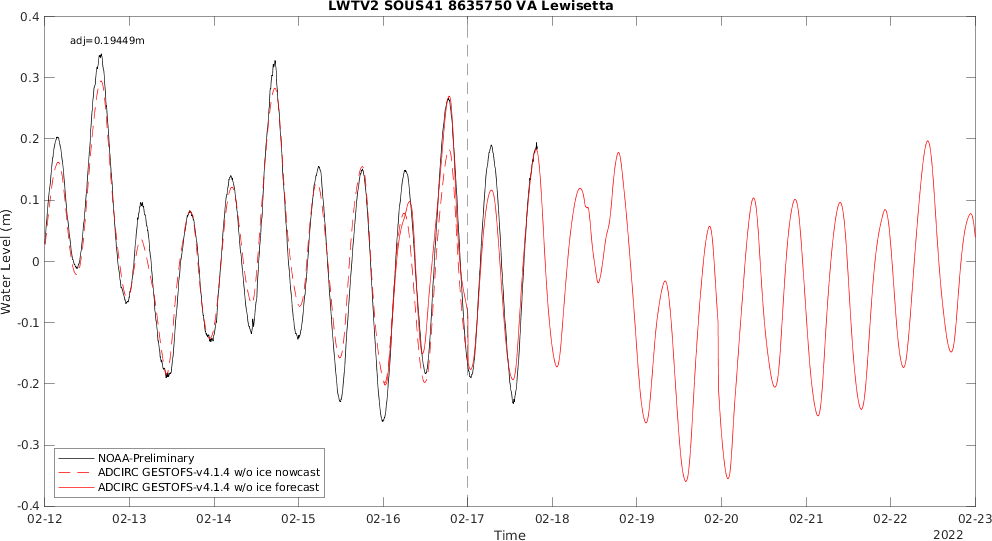 LWTV2 SOUS41 8635750 VA Lewisetta
adj=0.19449m
0.4
0.3
0.2
0.1
0
-0.1
-0.2
-0.3
-0.4
Water Level (m)
NOAA-Preliminary
ADCIRC GESTOFS-v4.1.4 w/o ice nowcast
ADCIRC GESTOFS-v4.1.4 w/o ice forecast
02-12 02-13 02-14 02-15 02-16 02-17 02-18 02-19 02-20 02-21 02-22 02-23
Time
2022